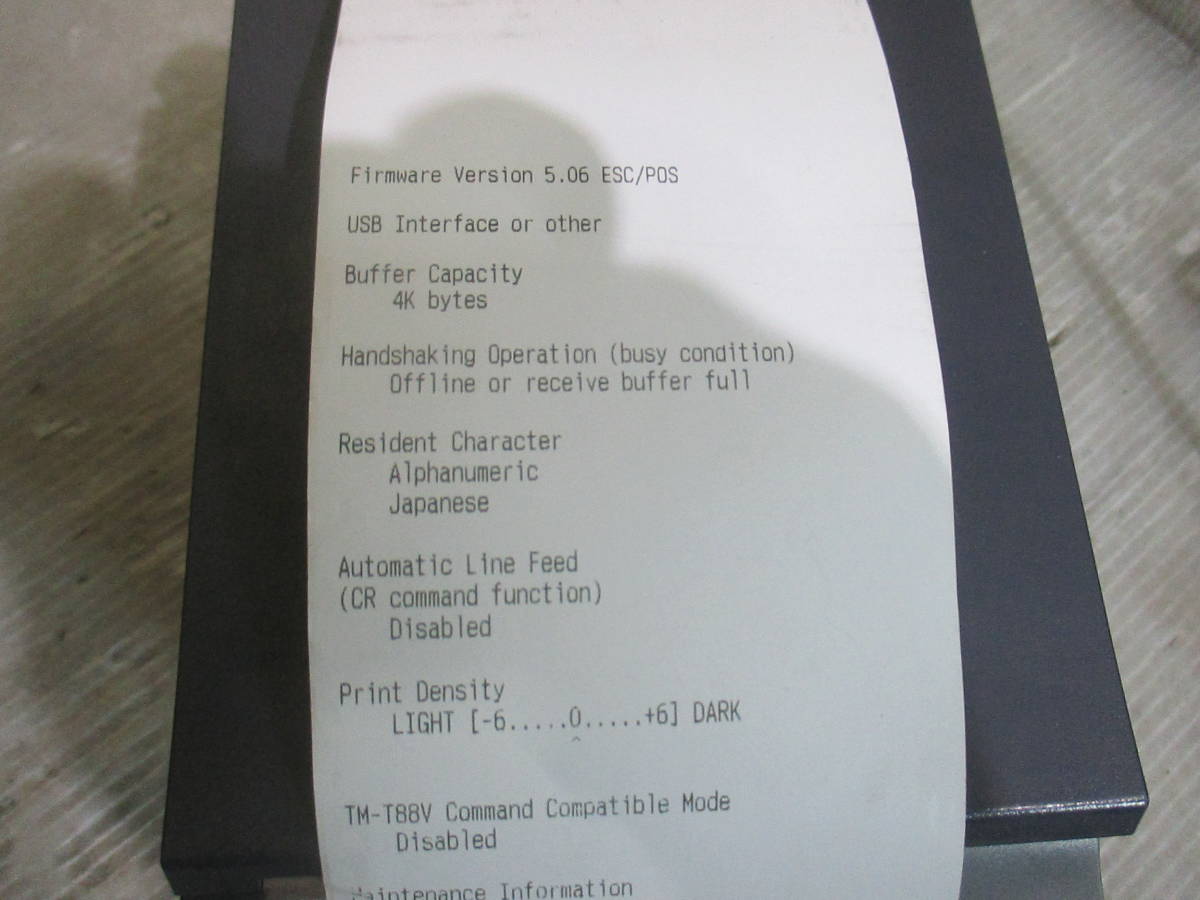 Firmware Version 5.06 ESC/POS
USB Interface or other
Buffer Capacity
4K bytes
Handshaking Operation (busy condition)
Offline or receive buffer full
Resident Character
Alphanumeric
Japanese
Automatic Line Feed
(CR command function)
Disabled
Print Density
LIGHT [-6.....0.....+6] DARK
^
TM-T88V Command Compatible Mode
Disabled
Maintenance Information